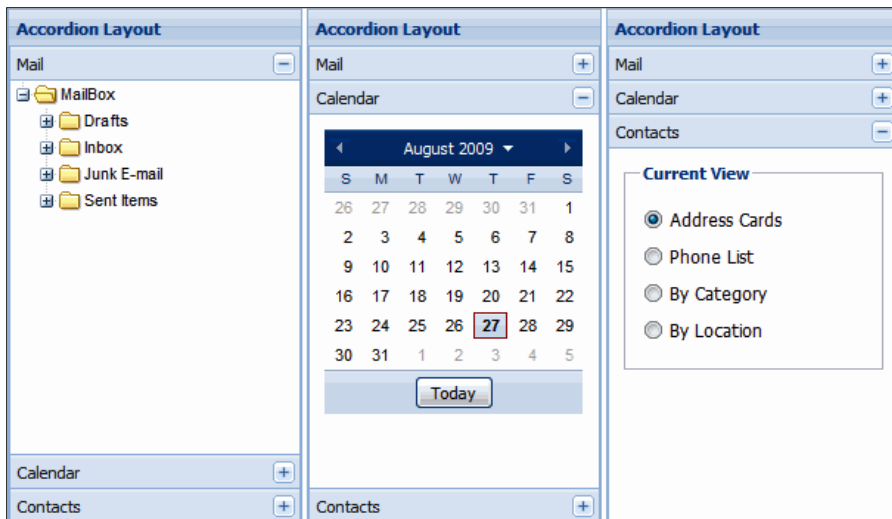 Accordion Layout
Mail
MailBox
Drafts
Inbox
Junk E-mail
Sent Items
Calendar
Contacts
Accordion Layout
Mail
Calendar
August 2009
S M T W T F S
26 27 28 29 30 31 1
2 3 4 5 6 7 8
9 10 11 12 13 14 15
16 17 18 19 20 21 22
23 24 25 26 27 28 29
30 31 1 2 3 4 5
Today
Contacts
Accordion Layout
Mail
Calendar
Contacts
Current View
Address Cards
Phone List
By Category
By Location